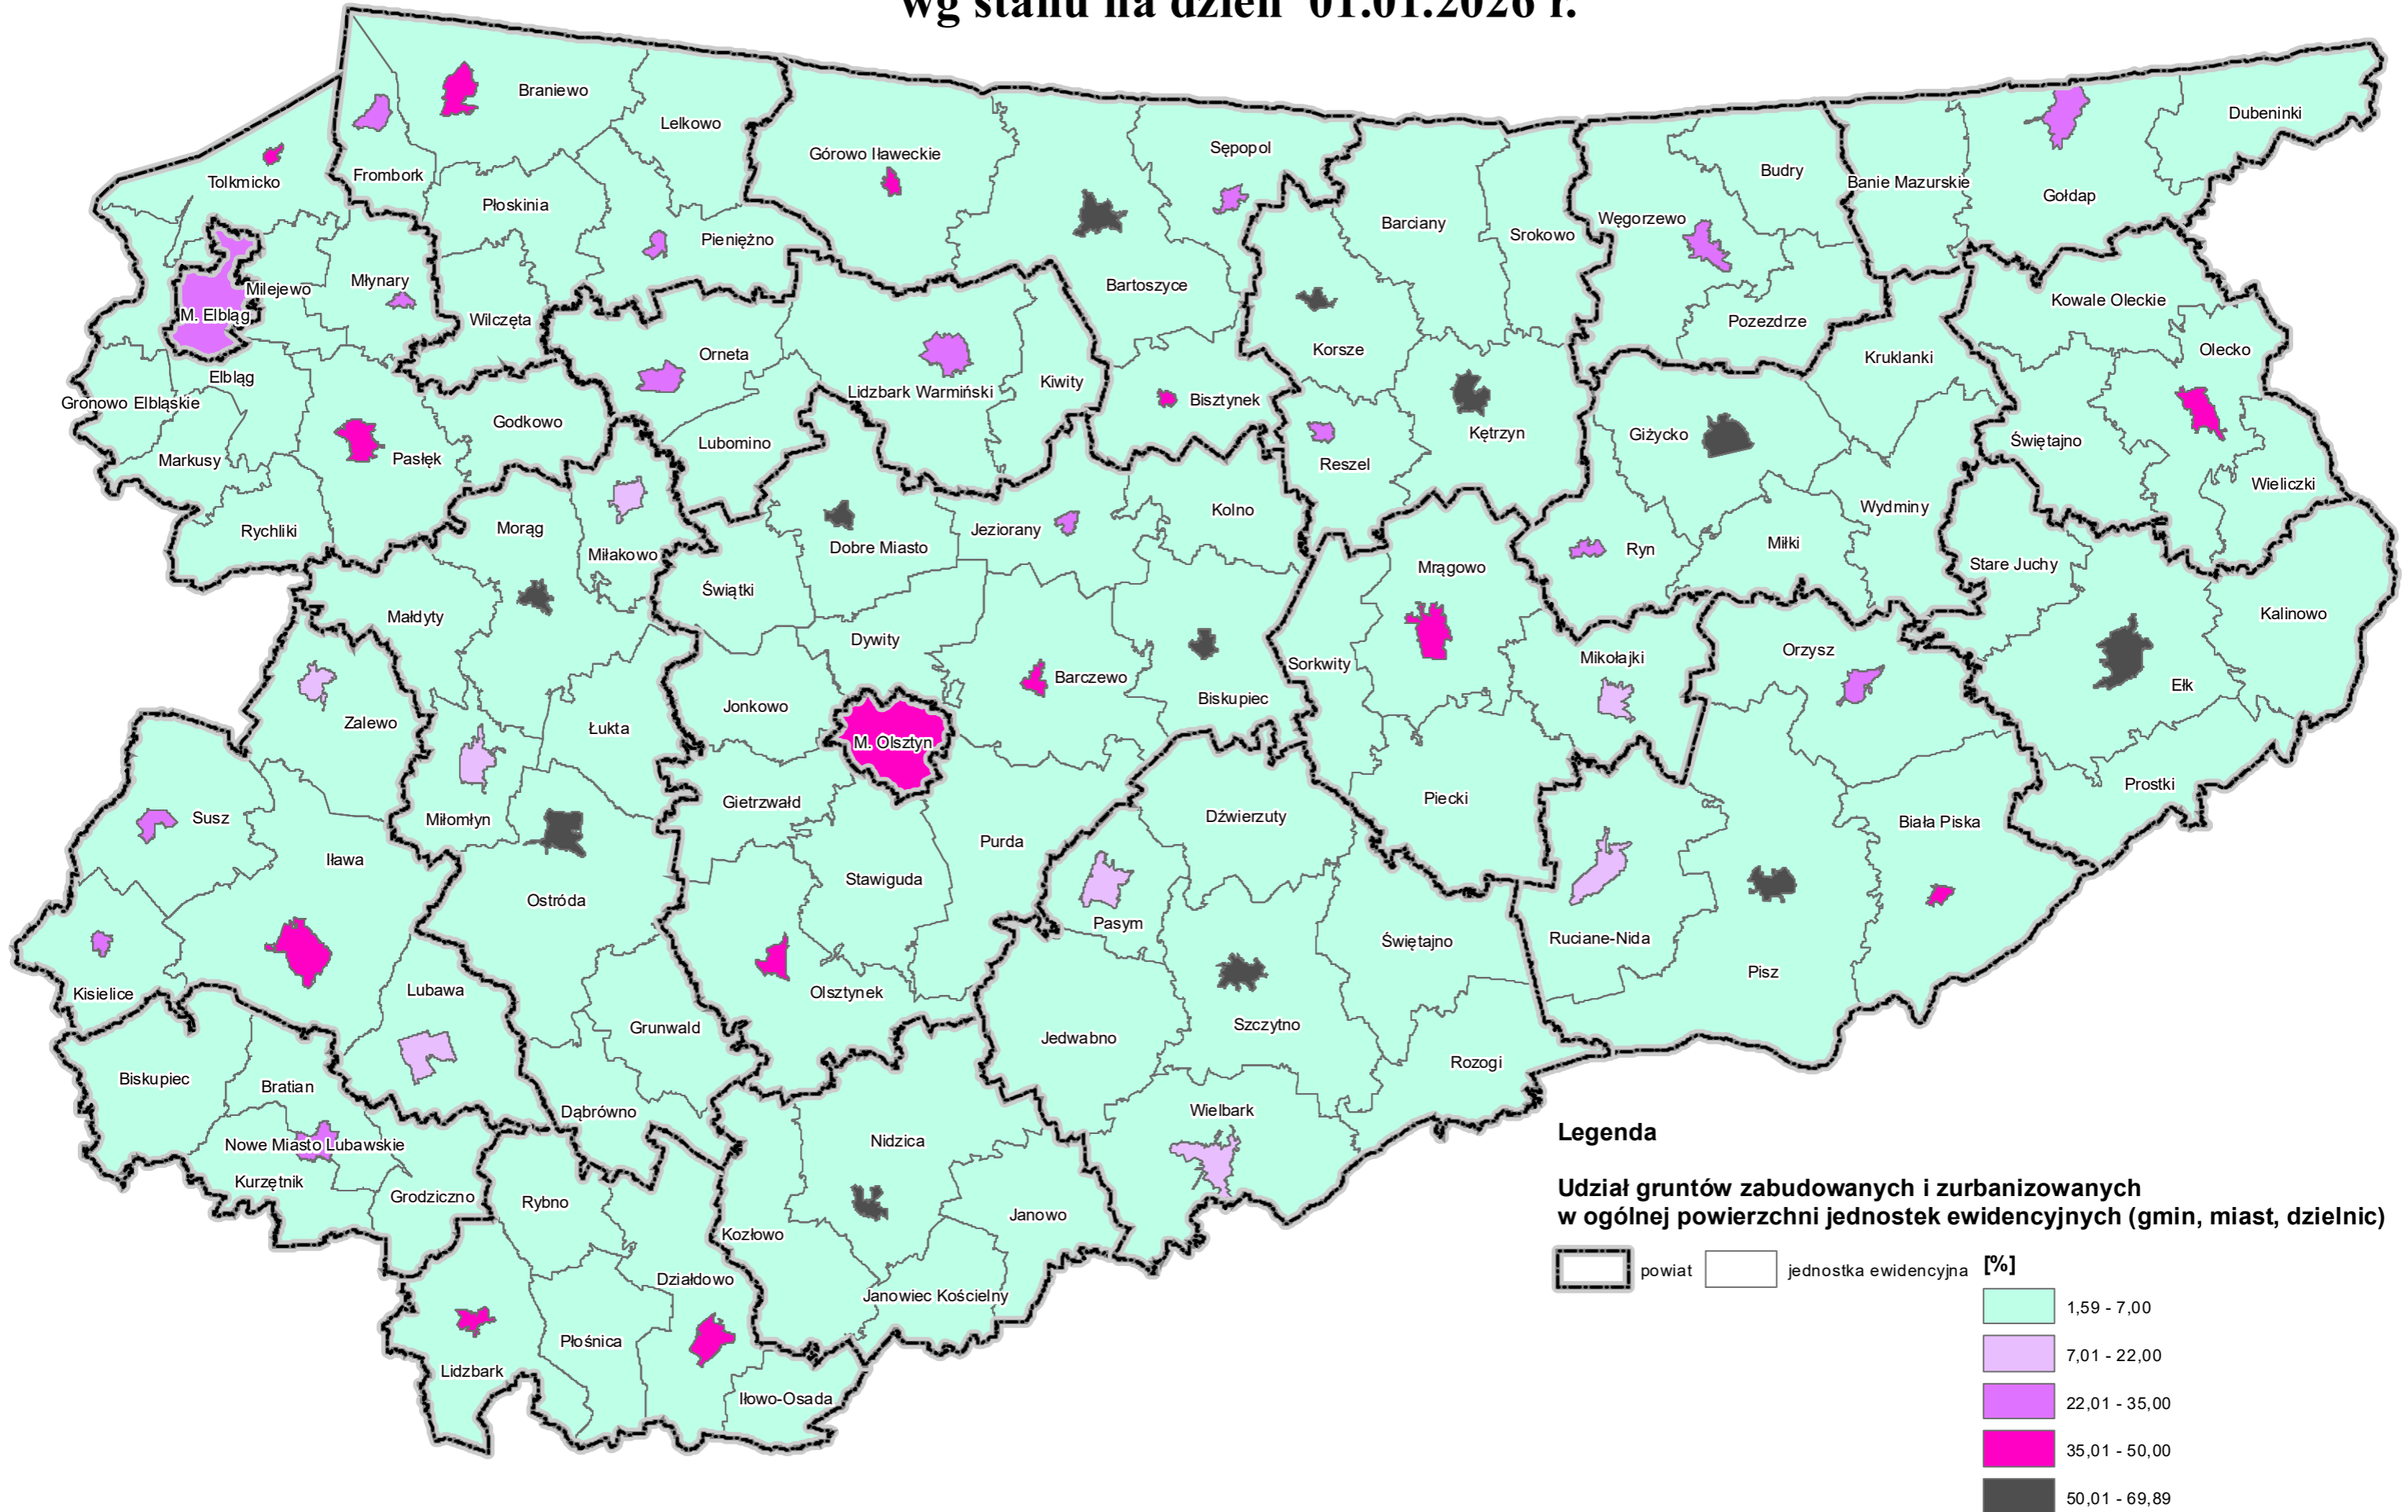 wg stanu na dzień 01.01.2026 r.
Braniewo
Lelkowo
Dubeninki
Górowo Iławeckie
Sępopol
Budry
Frombork
Tolkmicko
Banie Mazurskie
Gołdap
Płoskinia
Węgorzewo
Barciany
Srokowo
Pieniężno
Młynary
Milejewo
Bartoszyce
Kowale Oleckie
M. Elbląg
Wilczęta
Pozezdrze
Korsze
Olecko
Orneta
Kruklanki
Elbląg
Kiwity
Lidzbark Warmiński
Gronowo Elbląskie
Bisztynek
Godkowo
Kętrzyn
Giżycko
Lubomino
Świętajno
Pasłęk
Markusy
Reszel
Wieliczki
Kolno
Wydminy
Morąg
Jeziorany
Rychliki
Dobre Miasto
Miłki
Ryn
Miłakowo
Stare Juchy
Mrągowo
Świątki
Kalinowo
Małdyty
Dywity
Orzysz
Mikołajki
Sorkwity
Barczewo
Ełk
Biskupiec
Jonkowo
Zalewo
Łukta
M. Olsztyn
Prostki
Piecki
Gietrzwałd
Dźwierzuty
Susz
Miłomłyn
Biała Piska
Purda
Iława
Stawiguda
Ostróda
Pasym
Ruciane-Nida
Świętajno
Pisz
Lubawa
Olsztynek
Kisielice
Szczytno
Grunwald
Jedwabno
Rozogi
Biskupiec
Bratian
Dąbrówno
Wielbark
Nidzica
Nowe Miasto Lubawskie
Kurzętnik
Grodziczno
Rybno
Janowo
Kozłowo
Działdowo
Janowiec Kościelny
Płośnica
Lidzbark
Iłowo-Osada
Legenda
Udział gruntów zabudowanych i zurbanizowanych
w ogólnej powierzchni jednostek ewidencyjnych (gmin, miast, dzielnic)
powiat
jednostka ewidencyjna
[%]
1,59 - 7,00
7,01 - 22,00
22,01 - 35,00
35,01 - 50,00
50,01 - 69,89